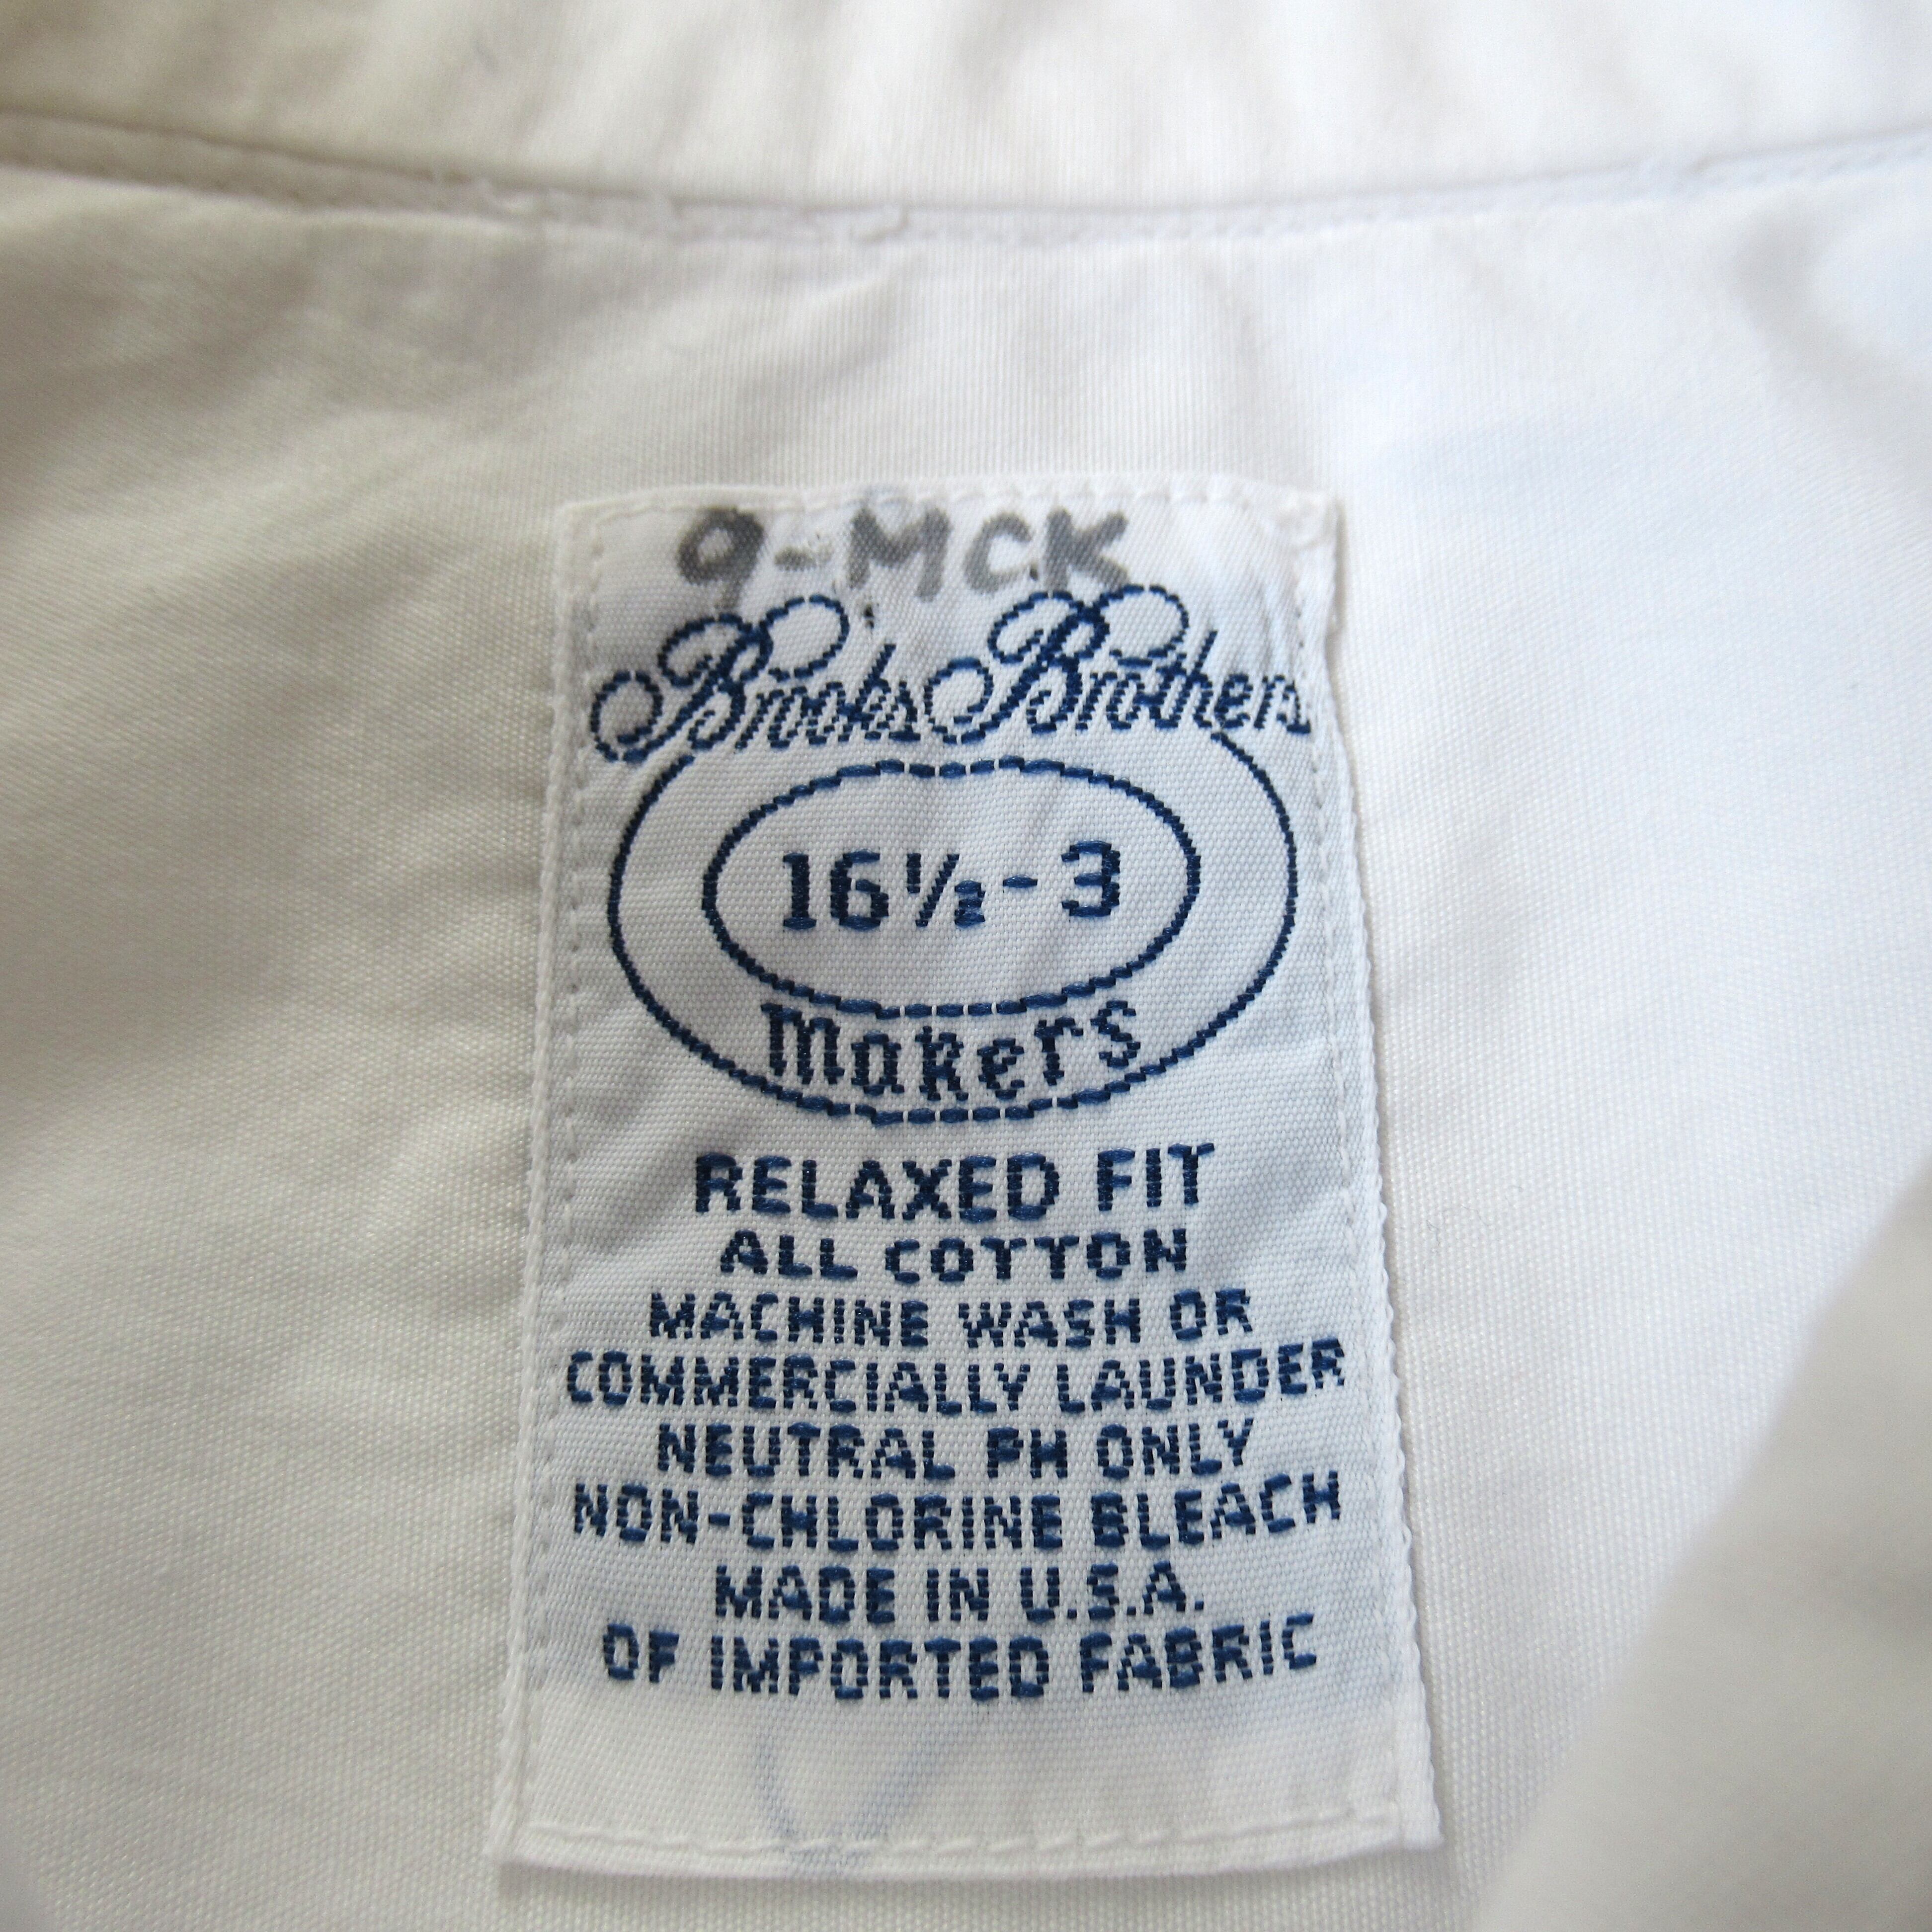 9-MCK
Brooks Brothers
16½-3
Makers
RELAXED FIT
ALL COTTON
MACHINE WASH OR
COMMERCIALLY LAUNDER
NEUTRAL PH ONLY
NON-CHLORINE BLEACH
MADE IN U.S.A.
OF IMPORTED FABRIC